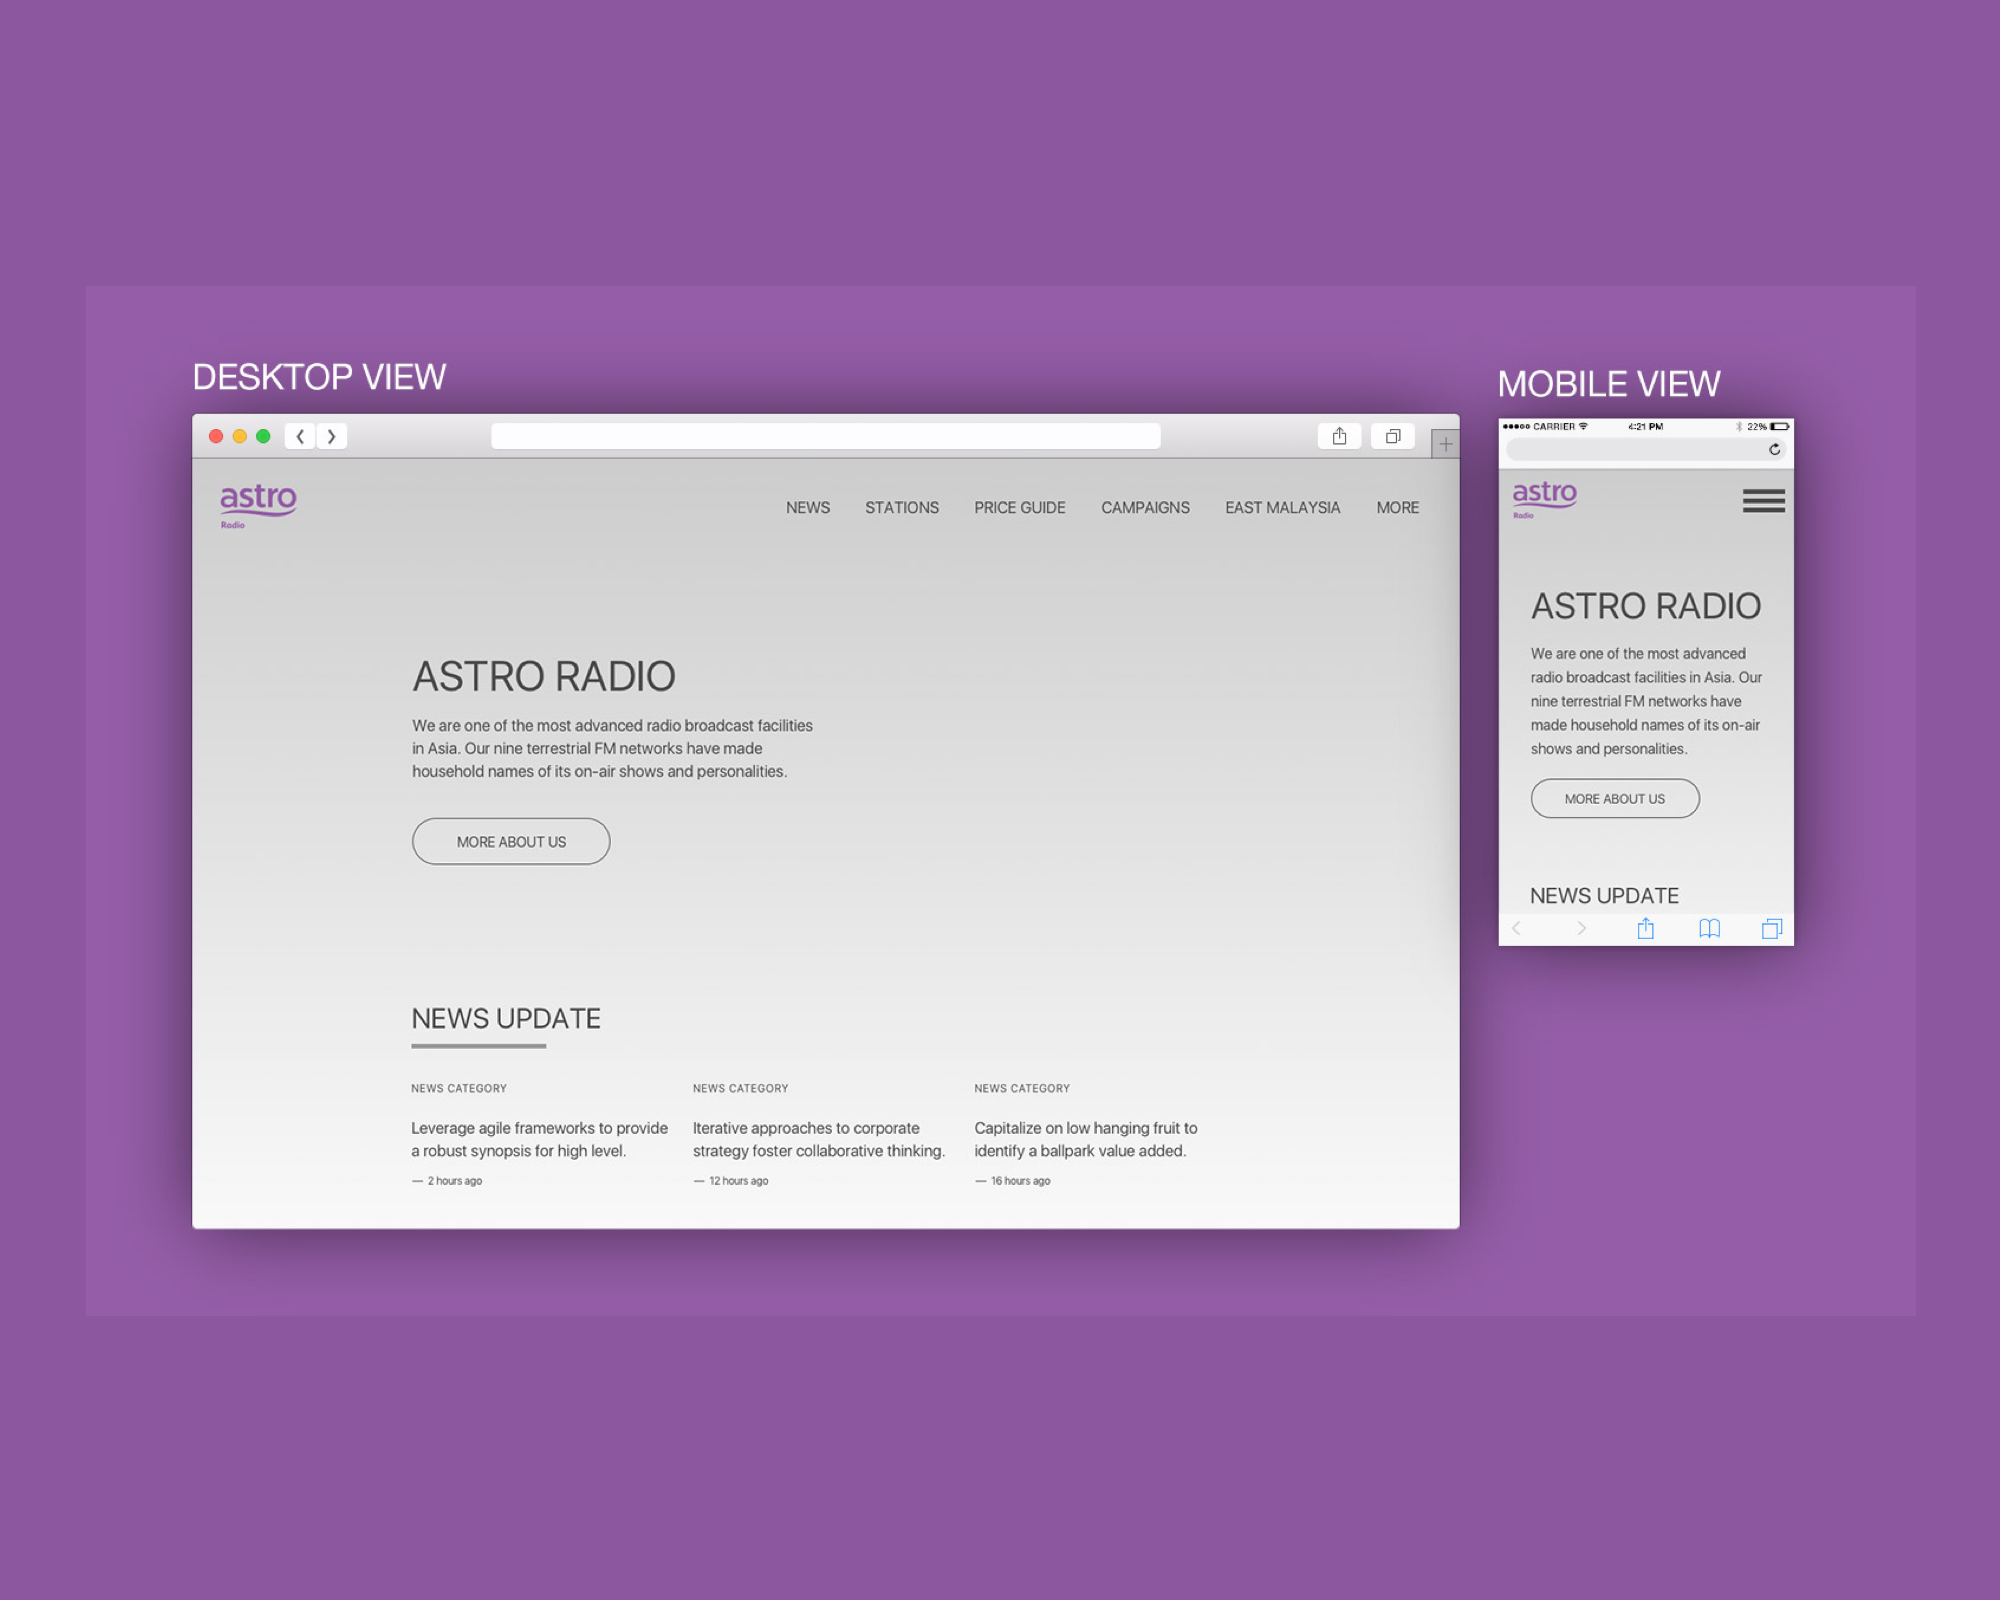 DESKTOP VIEW
astro
Radio
NEWS STATIONS PRICE GUIDE CAMPAIGNS EAST MALAYSIA MORE
ASTRO RADIO
We are one of the most advanced radio broadcast facilities
in Asia. Our nine terrestrial FM networks have made
household names of its on-air shows and personalities.
MORE ABOUT US
NEWS UPDATE
NEWS CATEGORY
Leverage agile frameworks to provide
a robust synopsis for high level.
— 2 hours ago
NEWS CATEGORY
Iterative approaches to corporate
strategy foster collaborative thinking.
— 12 hours ago
NEWS CATEGORY
Capitalize on low hanging fruit to
identify a ballpark value added.
— 16 hours ago
MOBILE VIEW
CARRIER 4:21 PM 22%
astro
Radio
ASTRO RADIO
We are one of the most advanced
radio broadcast facilities in Asia. Our
nine terrestrial FM networks have
made household names of its on-air
shows and personalities.
MORE ABOUT US
NEWS UPDATE